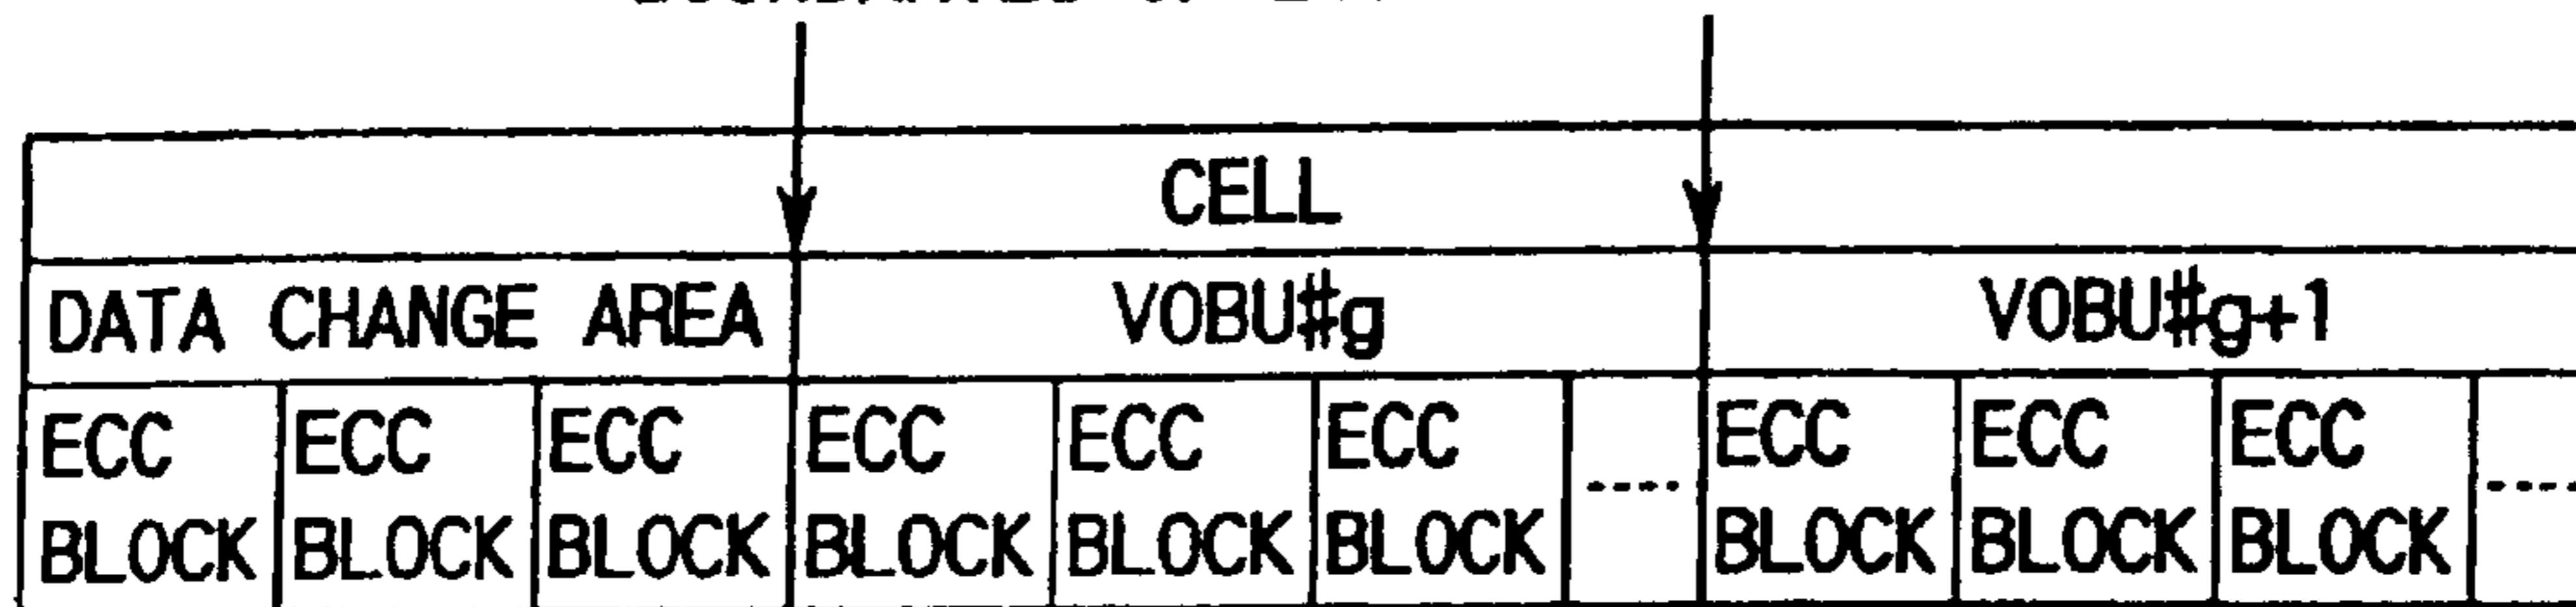 CELL
DATA CHANGE AREA VOBU#g VOBU#g+1
ECC ECC ECC ECC ECC ECC ECC ECC ECC
BLOCK BLOCK BLOCK BLOCK BLOCK BLOCK ----- BLOCK BLOCK BLOCK ----